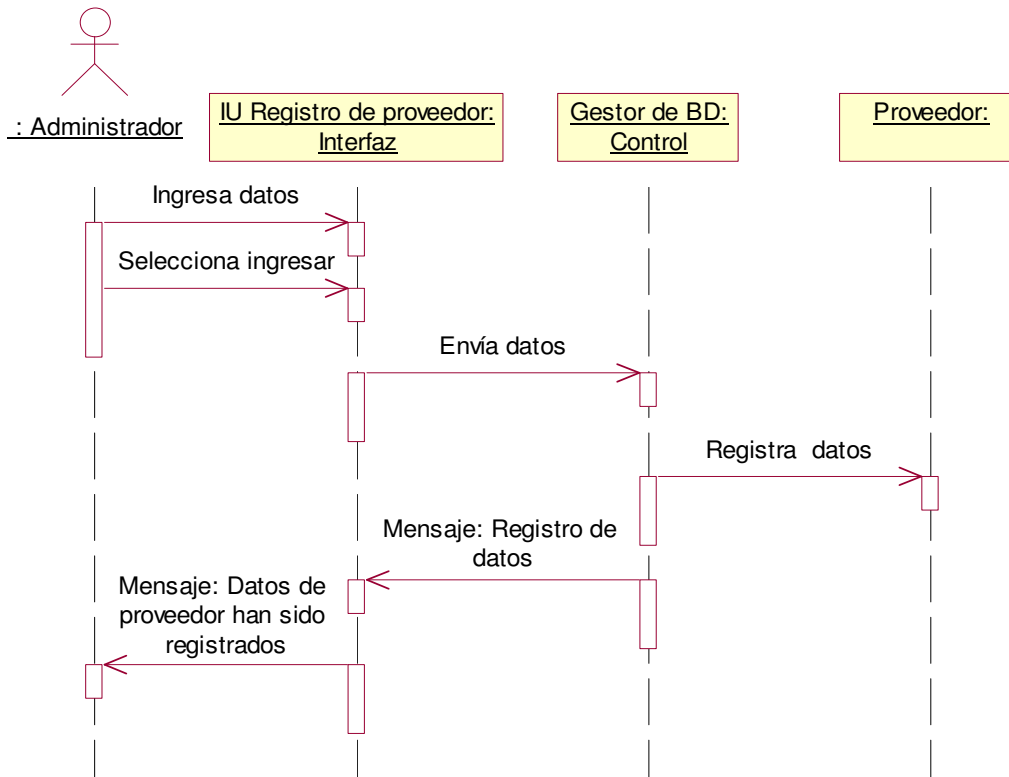 : Administrador
IU Registro de proveedor:
Interfaz
Gestor de BD:
Control
Proveedor:
Ingresa datos
Selecciona ingresar
Envía datos
Registra datos
Mensaje: Registro de
datos
Mensaje: Datos de
proveedor han sido
registrados